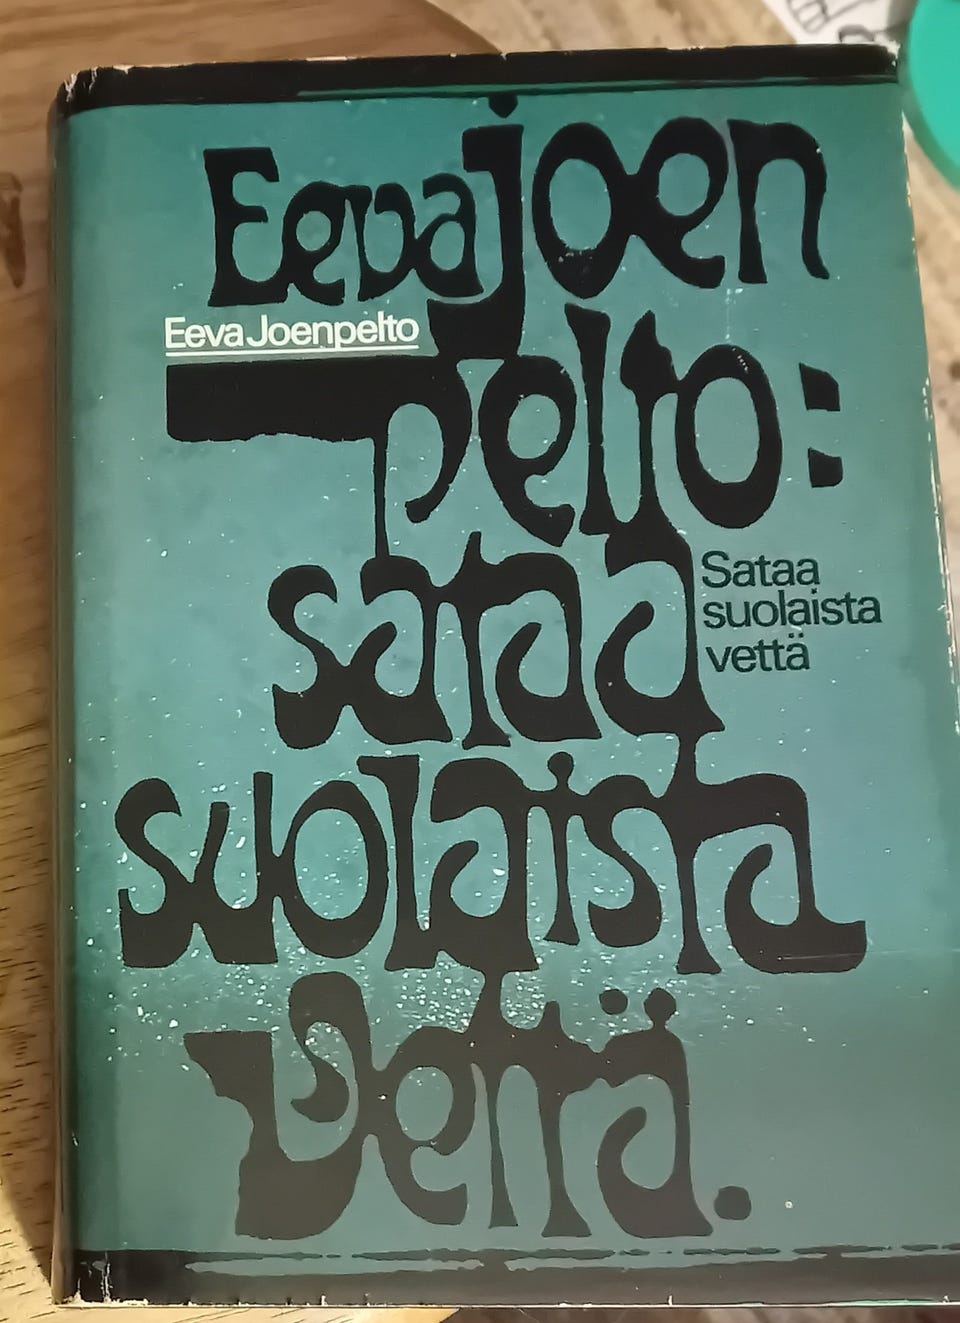 Eeva Joen
Eeva Joenpelto
pelto:
sataa
Sataa
suolaista
vettä
suolaista
vettä.